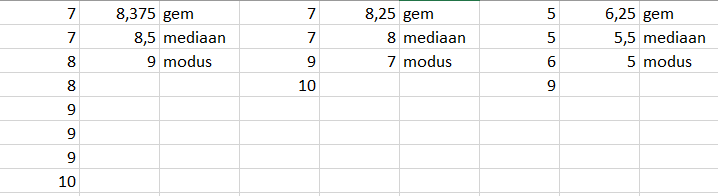 7 8,375 gem 7 8,25 gem 5 6,25 gem
7 8,5 mediaan 7 8 mediaan 5 5,5 mediaan
8 9 modus 9 7 modus 6 5 modus
8 10 9
9
9
9
10